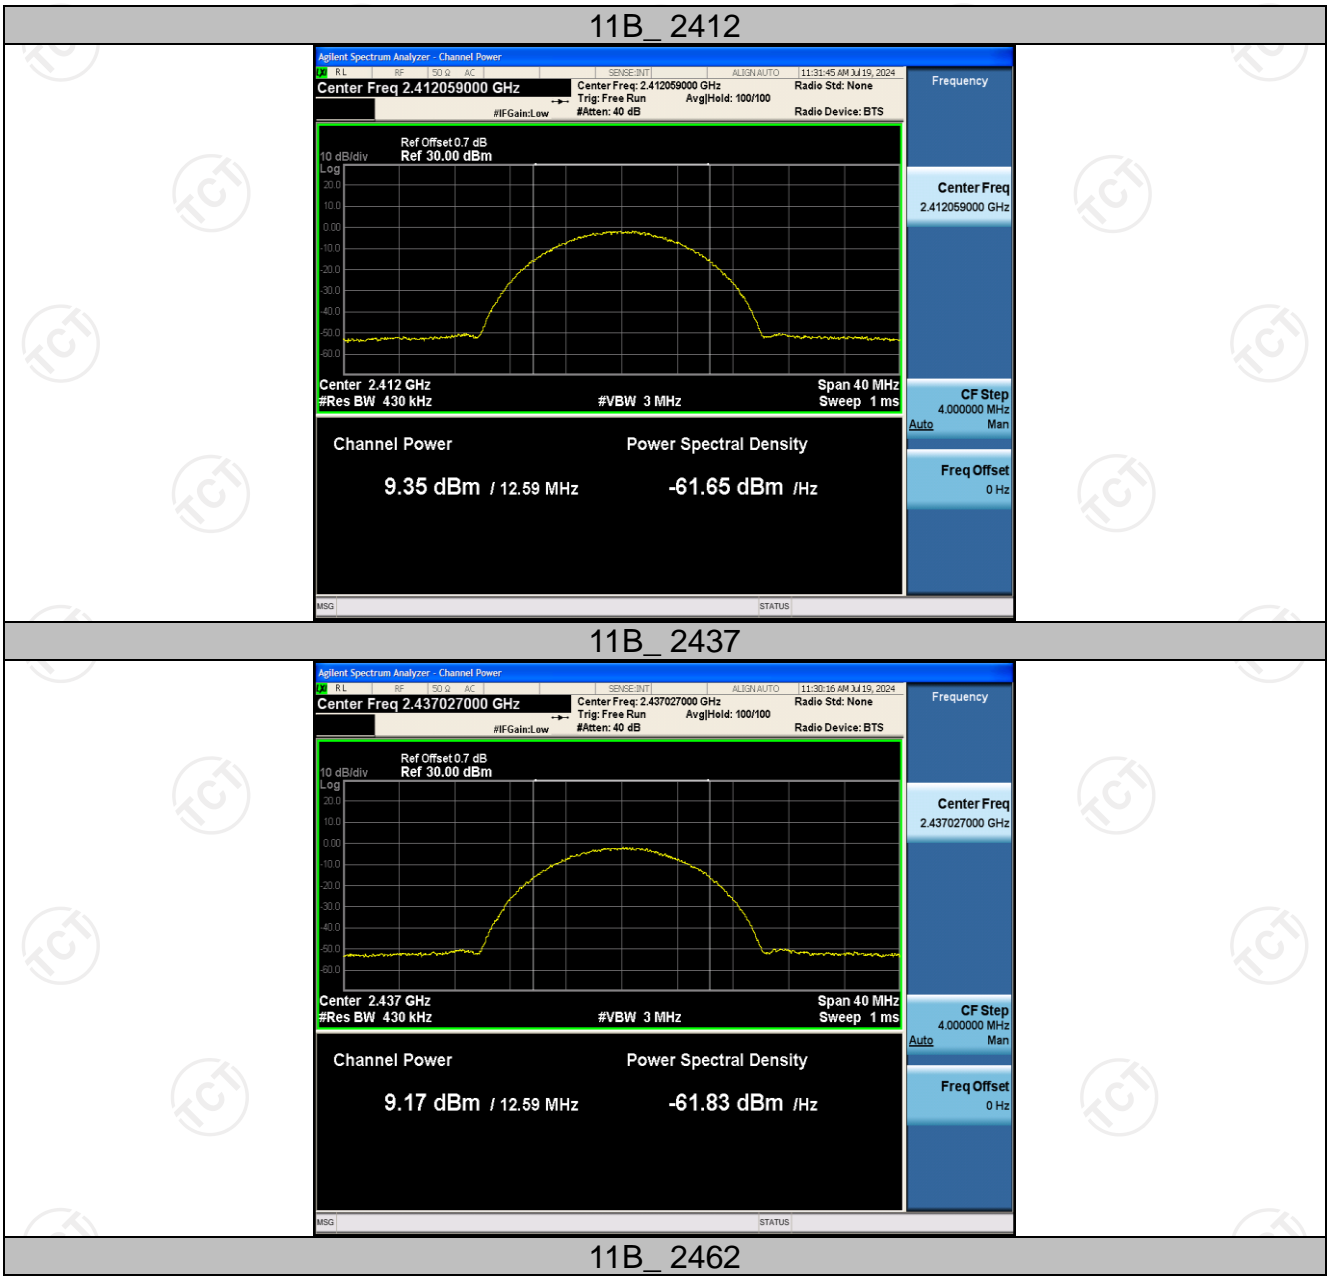 11B_ 2412
Agilent Spectrum Analyzer - Channel Power
RL RF 50 Ω AC SENSE:INT ALIGN AUTO 11:31:45 AM Jul 19, 2024
Center Freq 2.412059000 GHz
Center Freq: 2.412059000 GHz
Radio Std: None
Trig: Free Run Avg|Hold: 100/100
#IFGain:Low #Atten: 40 dB Radio Device: BTS
Frequency
Ref Offset 0.7 dB
10 dB/div Ref 30.00 dBm
Log
20.0
10.0
0.00
-10.0
-20.0
-30.0
-40.0
-50.0
-60.0
Center 2.412 GHz Span 40 MHz
#Res BW 430 kHz #VBW 3 MHz Sweep 1 ms
Center Freq
2.412059000 GHz
CF Step
4.000000 MHz
Auto Man
Freq Offset
0 Hz
Channel Power Power Spectral Density
9.35 dBm / 12.59 MHz -61.65 dBm /Hz
MSG STATUS
11B_ 2437
Agilent Spectrum Analyzer - Channel Power
RL RF 50 Ω AC SENSE:INT ALIGN AUTO 11:30:16 AM Jul 19, 2024
Center Freq 2.437027000 GHz
Center Freq: 2.437027000 GHz
Radio Std: None
Trig: Free Run Avg|Hold: 100/100
#IFGain:Low #Atten: 40 dB Radio Device: BTS
Frequency
Ref Offset 0.7 dB
10 dB/div Ref 30.00 dBm
Log
20.0
10.0
0.00
-10.0
-20.0
-30.0
-40.0
-50.0
-60.0
Center 2.437 GHz Span 40 MHz
#Res BW 430 kHz #VBW 3 MHz Sweep 1 ms
Center Freq
2.437027000 GHz
CF Step
4.000000 MHz
Auto Man
Freq Offset
0 Hz
Channel Power Power Spectral Density
9.17 dBm / 12.59 MHz -61.83 dBm /Hz
MSG STATUS
11B_ 2462
TCT
TCT
TCT
TCT
TCT
TCT
TCT
TCT
TCT
TCT
TCT
TCT